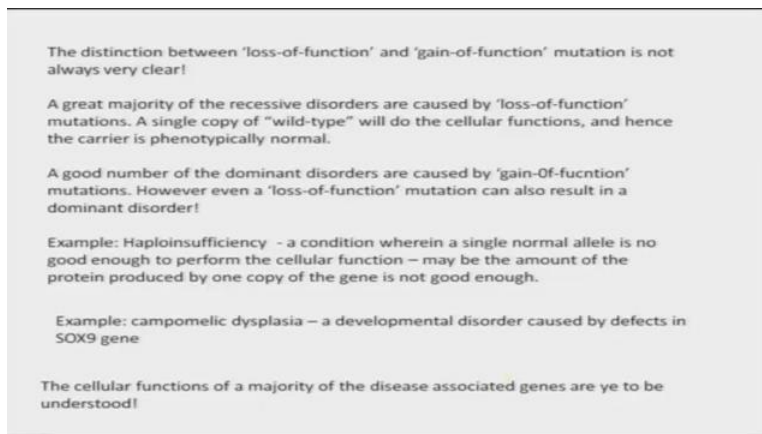 The distinction between 'loss-of-function' and 'gain-of-function' mutation is not
always very clear!
A great majority of the recessive disorders are caused by 'loss-of-function'
mutations. A single copy of "wild-type" will do the cellular functions, and hence
the carrier is phenotypically normal.
A good number of the dominant disorders are caused by 'gain-0f-fucntion'
mutations. However even a 'loss-of-function' mutation can also result in a
dominant disorder!
Example: Haploinsufficiency - a condition wherein a single normal allele is no
good enough to perform the cellular function – may be the amount of the
protein produced by one copy of the gene is not good enough.
Example: campomelic dysplasia – a developmental disorder caused by defects in
SOX9 gene
The cellular functions of a majority of the disease associated genes are ye to be
understood!